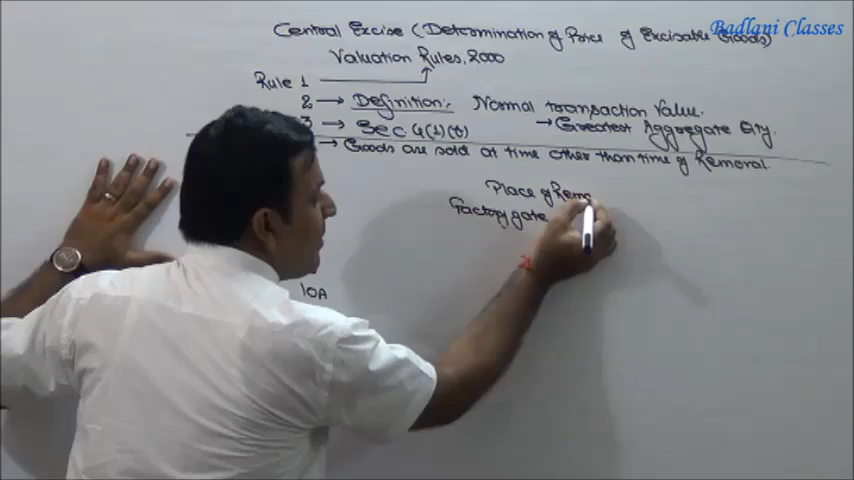 Badlani Classes
Central Excise (Determination of Price of Excisable Goods)
Valuation Rules, 2000
Rule 1
2 → Definition:- Normal transaction Value.
→ Greatest Aggregate Qty.
3 → Sec 4(1)(b)
→ Goods are sold at time other than time of Removal
Place of Remo
Factory gate
10A